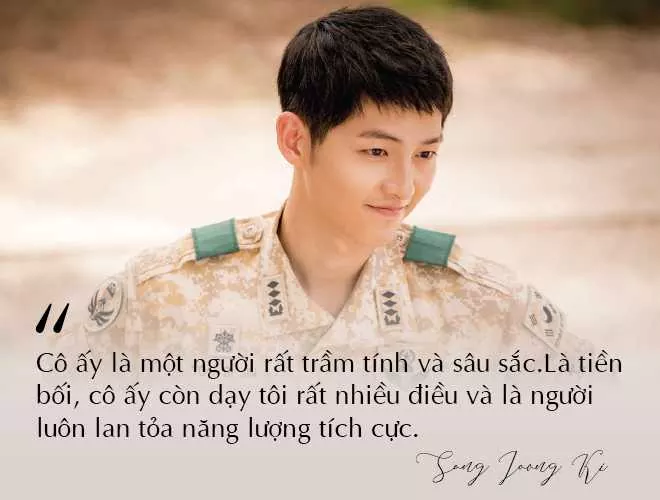 "
Cô ấy là một người rất trầm tính và sâu sắc.Là tiền
bối, cô ấy còn dạy tôi rất nhiều điều và là người
luôn lan tỏa năng lượng tích cực.
Song Joong Ki